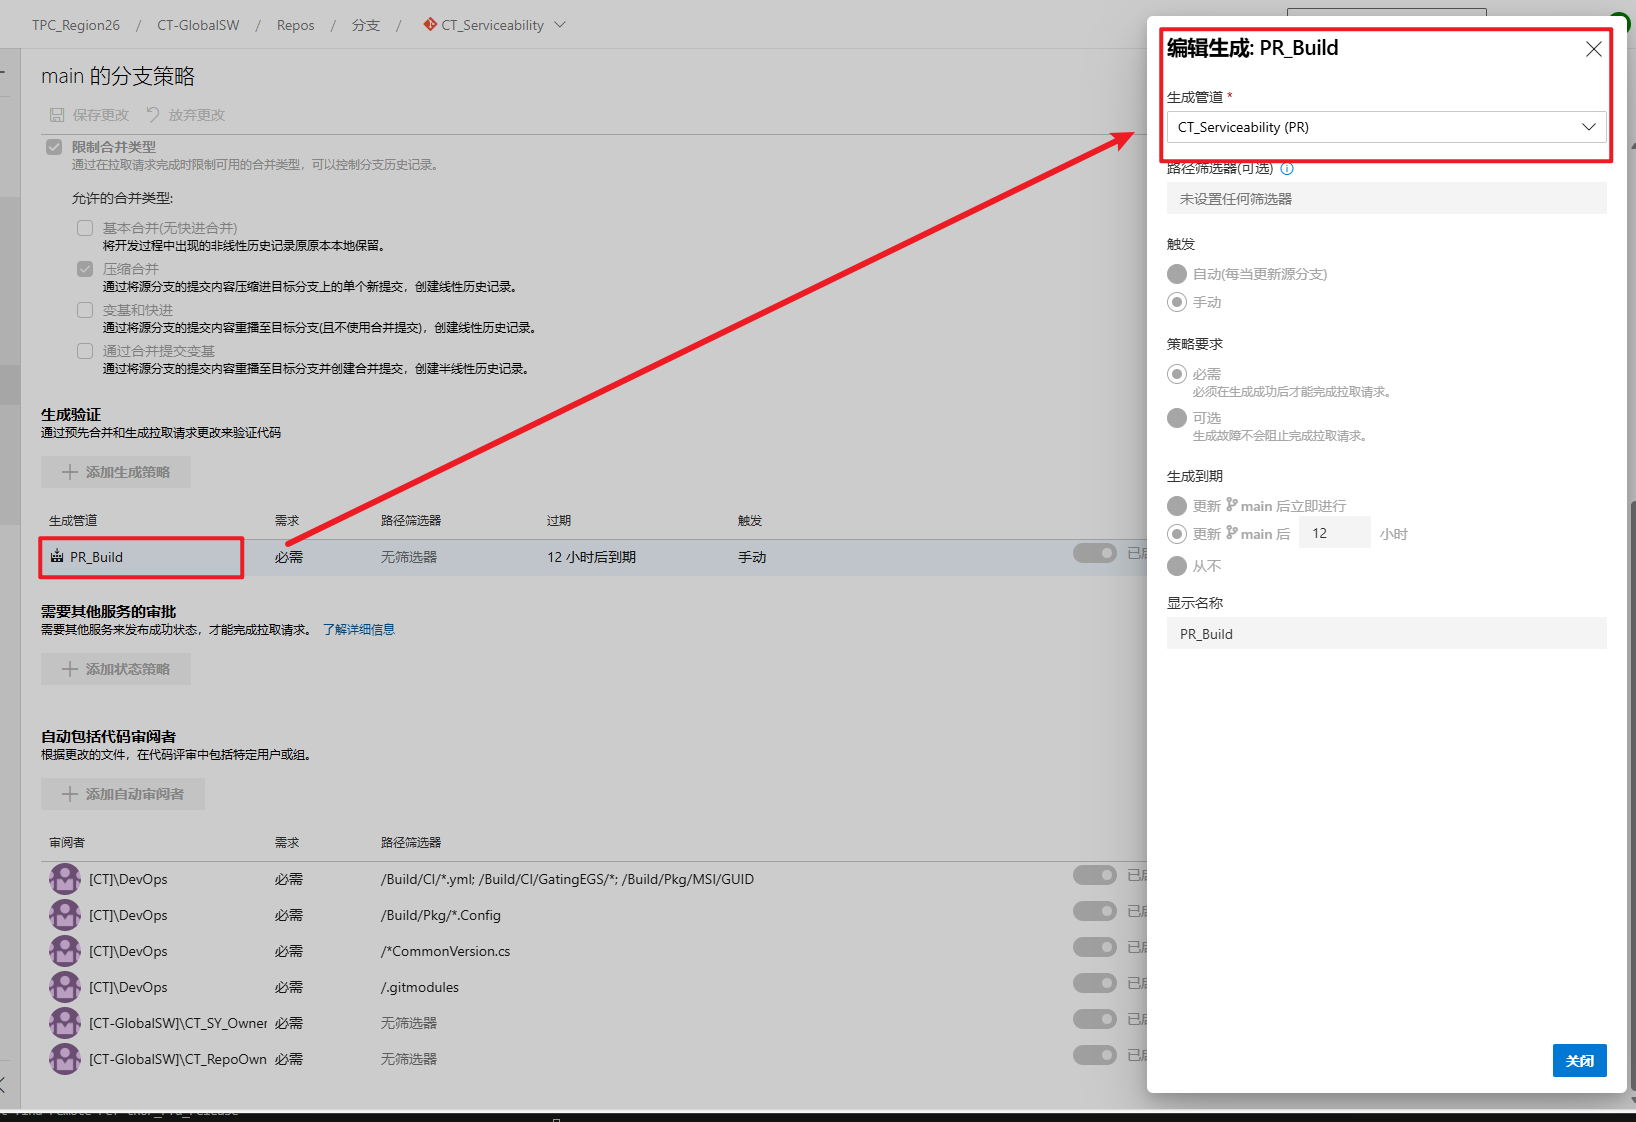 TPC_Region26 / CT-GlobalSW / Repos / 分支 / CT_Serviceability
main 的分支策略
保存更改 放弃更改
限制合并类型
通过在拉取请求完成时限制可用的合并类型，可以控制分支历史记录。
允许的合并类型:
基本合并(无快进合并)
将开发过程中出现的非线性历史记录原原本本地保留。
压缩合并
通过将源分支的提交内容压缩进目标分支上的单个新提交，创建线性历史记录。
变基和快进
通过将源分支的提交内容重播至目标分支(且不使用合并提交)，创建线性历史记录。
通过合并提交变基
通过将源分支的提交内容重播至目标分支并创建合并提交，创建半线性历史记录。
生成验证
通过预先合并和生成拉取请求更改来验证代码
添加生成策略
生成管道 需求 路径筛选器 过期 触发
PR_Build 必需 无筛选器 12 小时后到期 手动 已
需要其他服务的审批
需要其他服务来发布成功状态，才能完成拉取请求。 了解详细信息
添加状态策略
自动包括代码审阅者
根据更改的文件，在代码评审中包括特定用户或组。
添加自动审阅者
审阅者 需求 路径筛选器
[CT]\DevOps 必需 /Build/CI/*.yml; /Build/CI/GatingEGS/*; /Build/Pkg/MSI/GUID 已
[CT]\DevOps 必需 /Build/Pkg/*.Config 已
[CT]\DevOps 必需 /*CommonVersion.cs 已
[CT]\DevOps 必需 /.gitmodules 已
[CT-GlobalSW]\CT_SY_Owner 必需 无筛选器 已
[CT-GlobalSW]\CT_RepoOwn 必需 无筛选器 已
编辑生成: PR_Build
生成管道 *
CT_Serviceability (PR)
路径筛选器(可选)
未设置任何筛选器
触发
自动(每当更新源分支)
手动
策略要求
必需
必须在生成成功后才能完成拉取请求。
可选
生成故障不会阻止完成拉取请求。
生成到期
更新 main 后立即进行
更新 main 后 12 小时
从不
显示名称
PR_Build
关闭